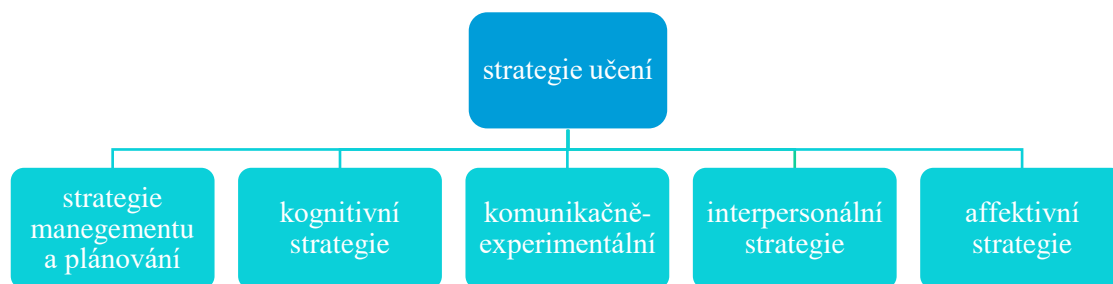 strategie učení
strategie
manegementu
a plánování
kognitivní
strategie
komunikačně-
experimentální
interpersonální
strategie
affektivní
strategie